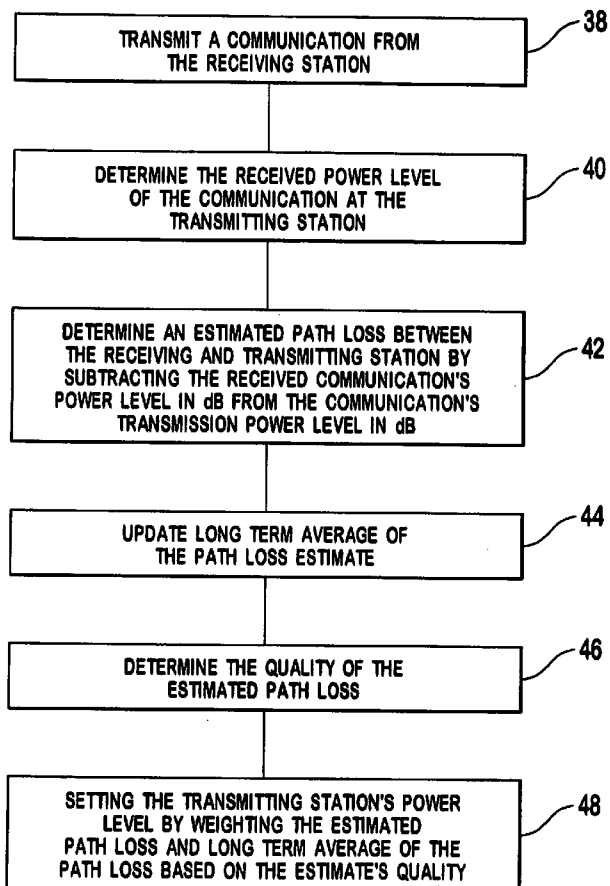 TRANSMIT A COMMUNICATION FROM
THE RECEIVING STATION
38
DETERMINE THE RECEIVED POWER LEVEL
OF THE COMMUNICATION AT THE
TRANSMITTING STATION
40
DETERMINE AN ESTIMATED PATH LOSS BETWEEN
THE RECEIVING AND TRANSMITTING STATION BY
SUBTRACTING THE RECEIVED COMMUNICATION'S
POWER LEVEL IN dB FROM THE COMMUNICATION'S
TRANSMISSION POWER LEVEL IN dB
42
UPDATE LONG TERM AVERAGE OF
THE PATH LOSS ESTIMATE
44
DETERMINE THE QUALITY OF THE
ESTIMATED PATH LOSS
46
SETTING THE TRANSMITTING STATION'S POWER
LEVEL BY WEIGHTING THE ESTIMATED
PATH LOSS AND LONG TERM AVERAGE OF THE
PATH LOSS BASED ON THE ESTIMATE'S QUALITY
48